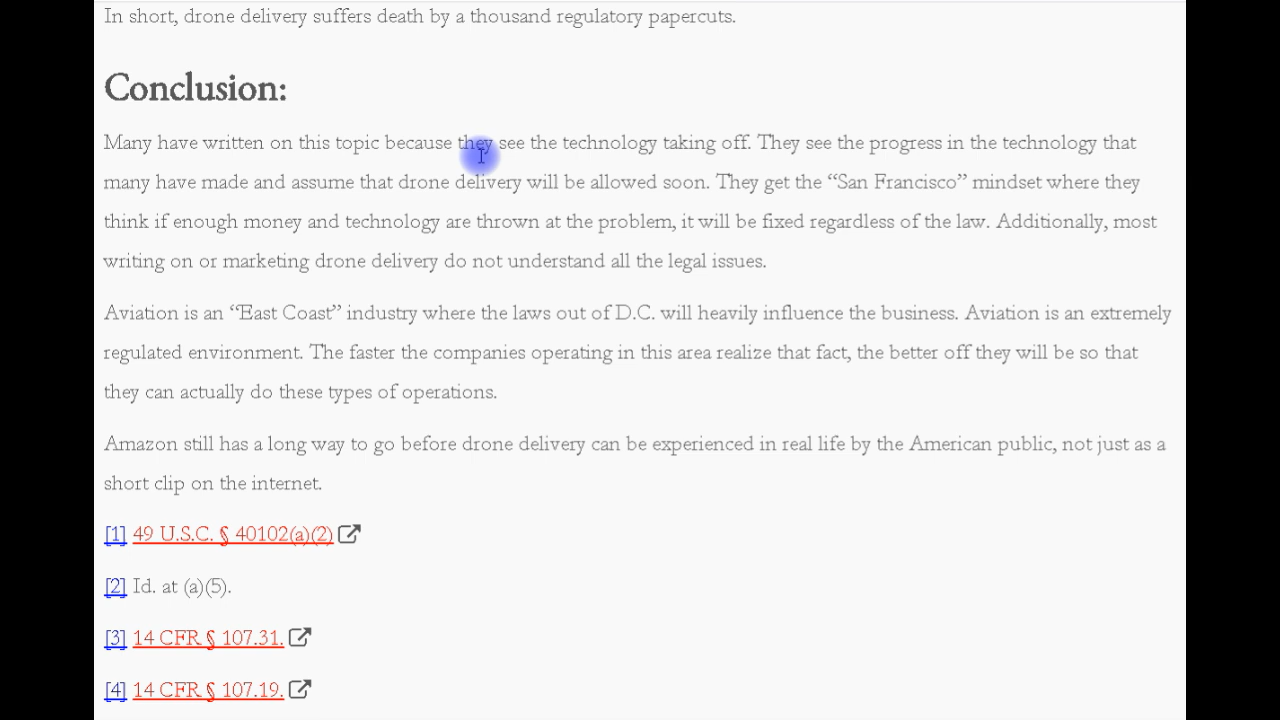 In short, drone delivery suffers death by a thousand regulatory papercuts.
Conclusion:
Many have written on this topic because they see the technology taking off. They see the progress in the technology that
many have made and assume that drone delivery will be allowed soon. They get the “San Francisco” mindset where they
think if enough money and technology are thrown at the problem, it will be fixed regardless of the law. Additionally, most
writing on or marketing drone delivery do not understand all the legal issues.
Aviation is an “East Coast” industry where the laws out of D.C. will heavily influence the business. Aviation is an extremely
regulated environment. The faster the companies operating in this area realize that fact, the better off they will be so that
they can actually do these types of operations.
Amazon still has a long way to go before drone delivery can be experienced in real life by the American public, not just as a
short clip on the internet.
[1] 49 U.S.C. § 40102(a)(2)
[2] Id. at (a)(5).
[3] 14 CFR § 107.31.
[4] 14 CFR § 107.19.